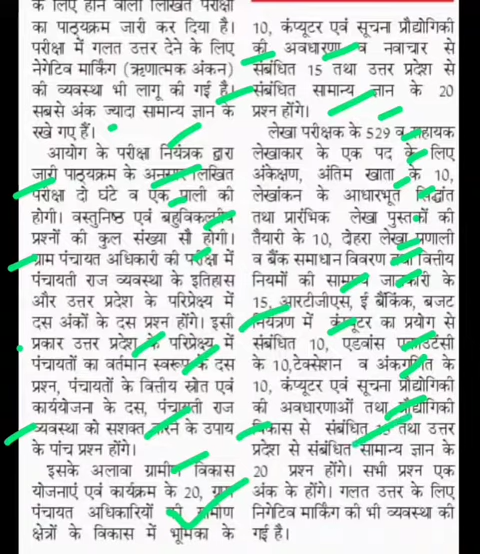 के लिए होने वाली लिखित परीक्षा
का पाठ्यक्रम जारी कर दिया है।
परीक्षा में गलत उत्तर देने के लिए
नेगेटिव मार्किंग (ऋणात्मक अंकन)
की व्यवस्था भी लागू की गई है।
सबसे अंक ज्यादा सामान्य ज्ञान के
रखे गए हैं।
आयोग के परीक्षा नियंत्रक द्वारा
जारी पाठ्यक्रम के अनुसार लिखित
परीक्षा दो घंटे व एक पाली की
होगी। वस्तुनिष्ठ एवं बहुविकल्पीय
प्रश्नों की कुल संख्या सौ होगी।
ग्राम पंचायत अधिकारी की परीक्षा में
पंचायती राज व्यवस्था के इतिहास
और उत्तर प्रदेश के परिप्रेक्ष्य में
दस अंकों के दस प्रश्न होंगे। इसी
प्रकार उत्तर प्रदेश के परिप्रेक्ष्य में
पंचायतों का वर्तमान स्वरूप के दस
प्रश्न, पंचायतों के वित्तीय स्रोत एवं
कार्ययोजना के दस, पंचायती राज
व्यवस्था को सशक्त करने के उपाय
के पांच प्रश्न होंगे।
इसके अलावा ग्रामीण विकास
योजनाएं एवं कार्यक्रम के 20, ग्राम
पंचायत अधिकारियों की ग्रामीण
क्षेत्रों के विकास में भूमिका के
10, कंप्यूटर एवं सूचना प्रौद्योगिकी
की अवधारणा व नवाचार से
संबंधित 15 तथा उत्तर प्रदेश से
संबंधित सामान्य ज्ञान के 20
प्रश्न होंगे।
लेखा परीक्षक के 529 व सहायक
लेखाकार के एक पद के लिए
अंकेक्षण, अंतिम खाता के 10,
लेखांकन के आधारभूत सिद्धांत
तथा प्रारंभिक लेखा पुस्तकों की
तैयारी के 10, दोहरा लेखा प्रणाली
व बैंक समाधान विवरण तथा वित्तीय
नियमों की सामान्य जानकारी के
15, आरटीजीएस, ई बैंकिंक, बजट
नियंत्रण में कंप्यूटर का प्रयोग से
संबंधित 10, एडवांस एकाउंटेंसी
के 10,टेक्सेशन व अंकगणित के
10, कंप्यूटर एवं सूचना प्रौद्योगिकी
की अवधारणाओं तथा प्रौद्योगिकी
विकास से संबंधित तथा उत्तर
प्रदेश से संबंधित सामान्य ज्ञान के
20 प्रश्न होंगे। सभी प्रश्न एक
अंक के होंगे। गलत उत्तर के लिए
निगेटिव मार्किंग की भी व्यवस्था की
गई है।